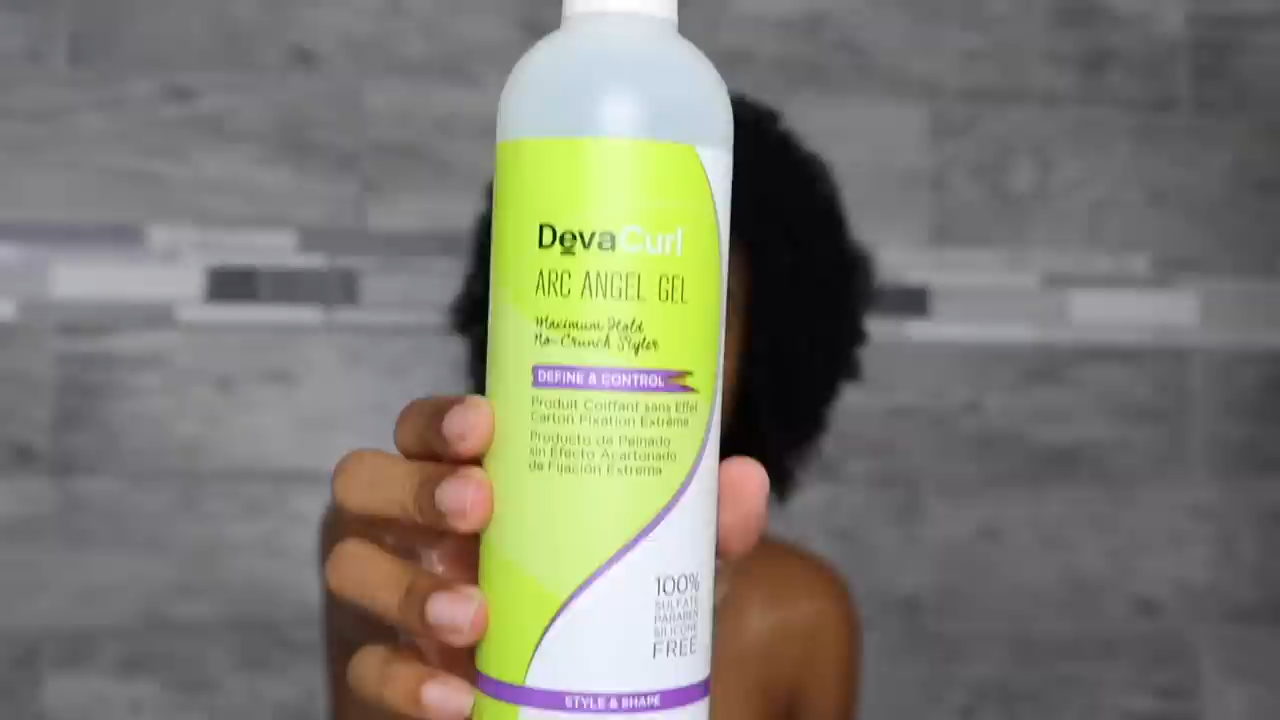 DevaCurl
ARC ANGEL GEL
Maximum Hold
No-Crunch Styler
DEFINE & CONTROL
Produit Coiffant sans Effet
Carton Fixation Extrême
Producto de Peinado
sin Efecto Acartonado
de Fijación Extrema
100%
SULFATE
PARABEN
SILICONE
FREE
STYLE & SHAPE